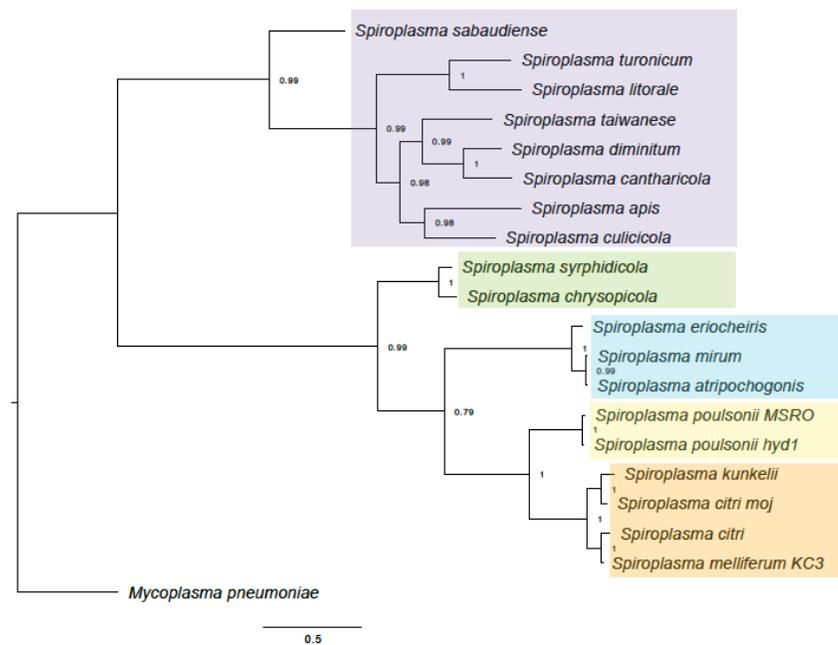 Spiroplasma sabaudiense
Spiroplasma turonicum
1
Spiroplasma litorale
0.99
Spiroplasma taiwanese
0.99
0.99
Spiroplasma diminitum
1
Spiroplasma cantharicola
0.98
Spiroplasma apis
0.98
Spiroplasma culicicola
Spiroplasma syrphidicola
1
Spiroplasma chrysopicola
Spiroplasma eriocheiris
0.99
1
Spiroplasma mirum
0.99
Spiroplasma atripochogonis
0.79
Spiroplasma poulsonii MSRO
1
Spiroplasma poulsonii hyd1
1
Spiroplasma kunkelii
1
Spiroplasma citri moj
1
Spiroplasma citri
1
Spiroplasma melliferum KC3
Mycoplasma pneumoniae
0.5